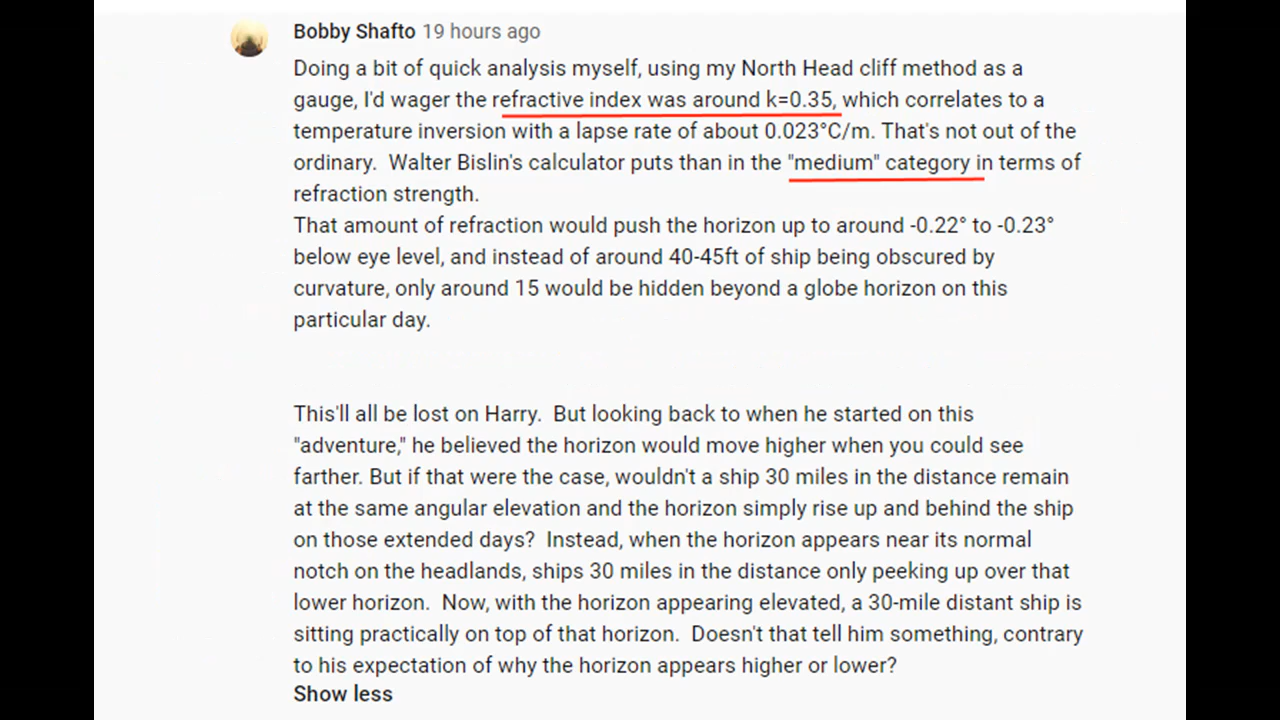 Bobby Shafto 19 hours ago
Doing a bit of quick analysis myself, using my North Head cliff method as a
gauge, I'd wager the refractive index was around k=0.35, which correlates to a
temperature inversion with a lapse rate of about 0.023°C/m. That's not out of the
ordinary. Walter Bislin's calculator puts than in the "medium" category in terms of
refraction strength.
That amount of refraction would push the horizon up to around -0.22° to -0.23°
below eye level, and instead of around 40-45ft of ship being obscured by
curvature, only around 15 would be hidden beyond a globe horizon on this
particular day.
This'll all be lost on Harry. But looking back to when he started on this
"adventure," he believed the horizon would move higher when you could see
farther. But if that were the case, wouldn't a ship 30 miles in the distance remain
at the same angular elevation and the horizon simply rise up and behind the ship
on those extended days? Instead, when the horizon appears near its normal
notch on the headlands, ships 30 miles in the distance only peeking up over that
lower horizon. Now, with the horizon appearing elevated, a 30-mile distant ship is
sitting practically on top of that horizon. Doesn't that tell him something, contrary
to his expectation of why the horizon appears higher or lower?
Show less